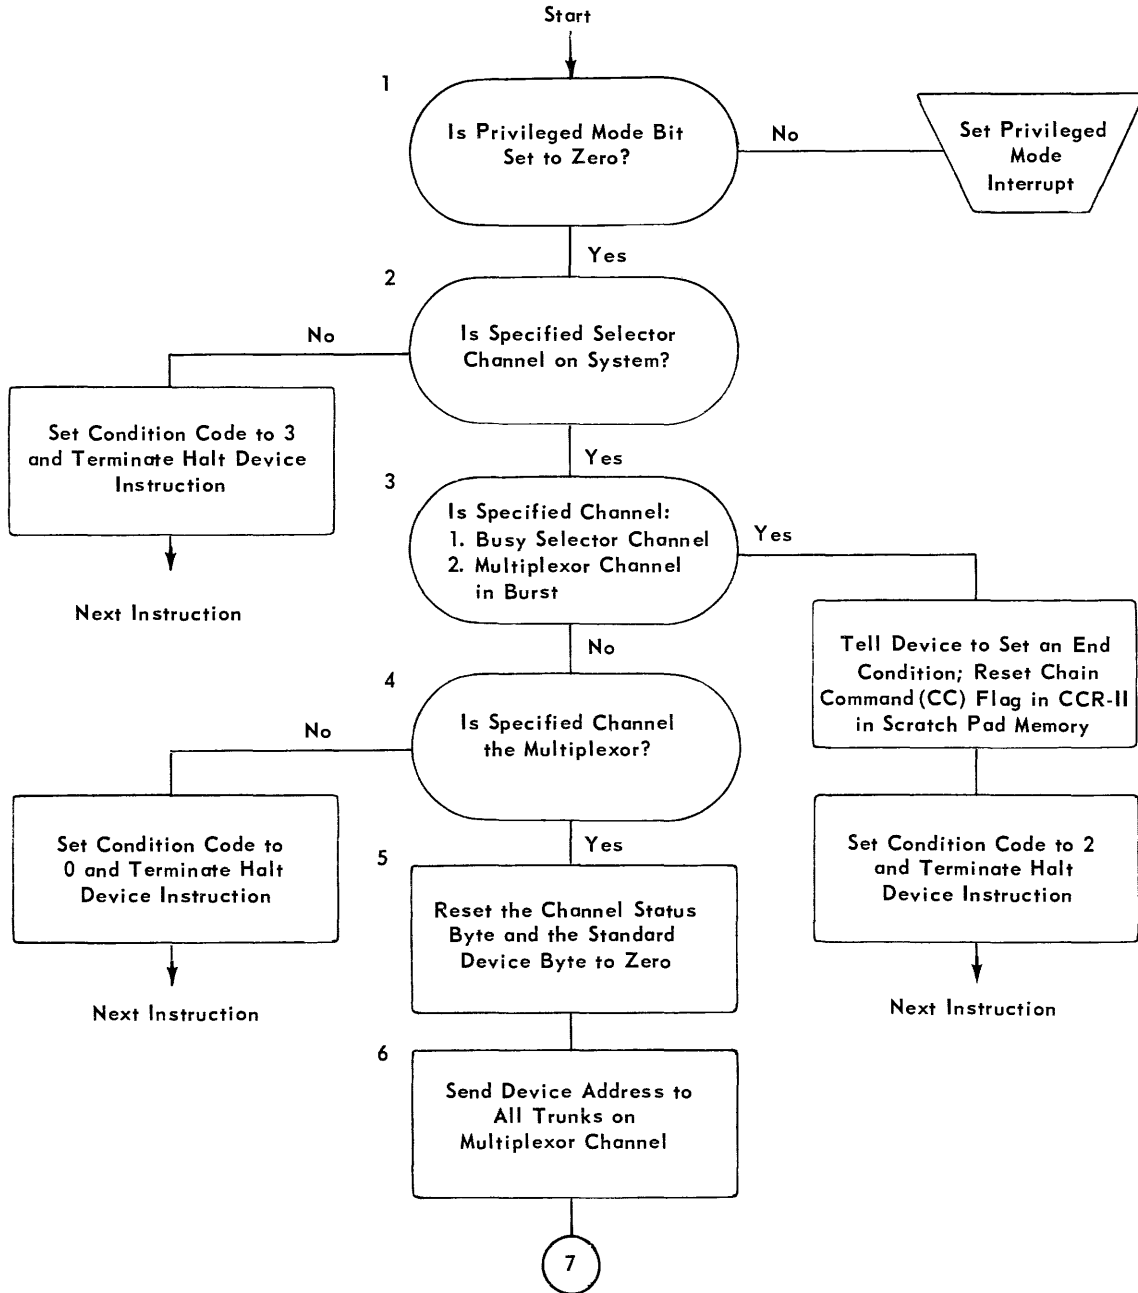 Start
1
Is Privileged Mode Bit
Set to Zero?
No
Set Privileged
Mode
Interrupt
Yes
2
Is Specified Selector
Channel on System?
No
Set Condition Code to 3
and Terminate Halt Device
Instruction
Next Instruction
Yes
3
Is Specified Channel:
1. Busy Selector Channel
2. Multiplexor Channel
in Burst
Yes
Tell Device to Set an End
Condition; Reset Chain
Command (CC) Flag in CCR-II
in Scratch Pad Memory
Set Condition Code to 2
and Terminate Halt
Device Instruction
Next Instruction
No
4
Is Specified Channel
the Multiplexor?
No
Set Condition Code to
0 and Terminate Halt
Device Instruction
Next Instruction
Yes
5
Reset the Channel Status
Byte and the Standard
Device Byte to Zero
6
Send Device Address to
All Trunks on
Multiplexor Channel
7